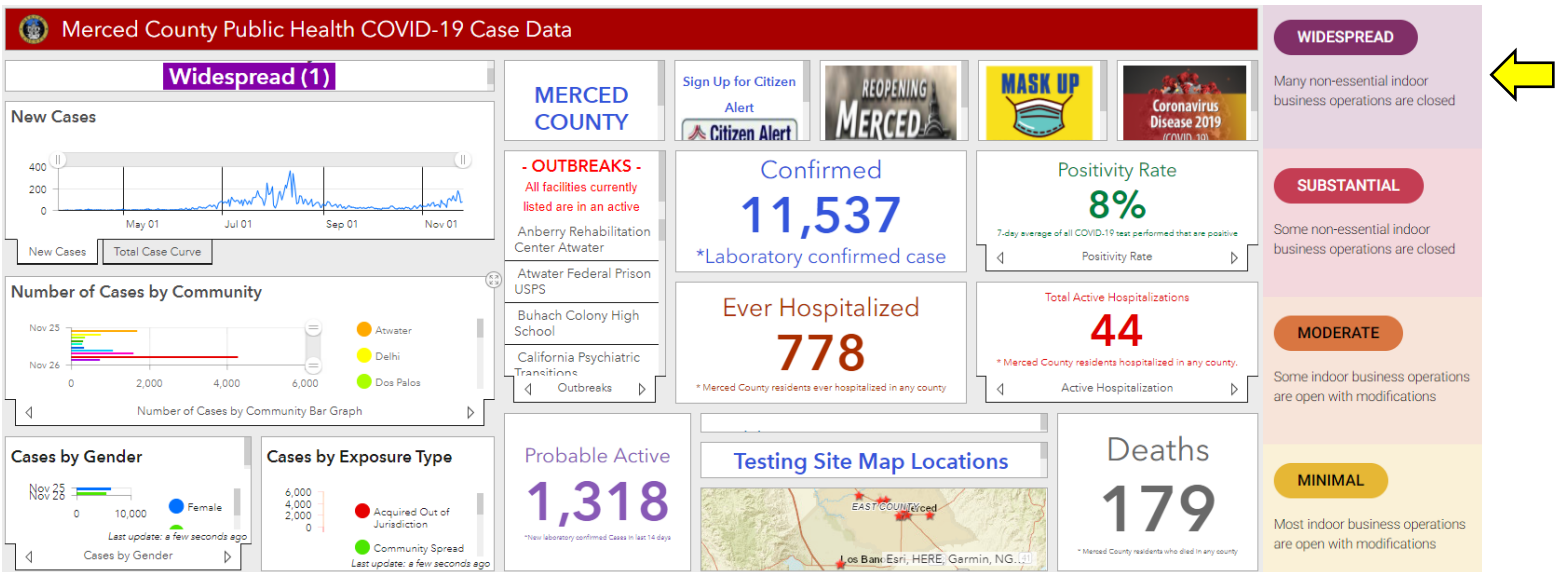 Merced County Public Health COVID-19 Case Data
Widespread (1)
New Cases
400
200
0
May 01
Jul 01
Sep 01
Nov 01
New Cases
Total Case Curve
Number of Cases by Community
Nov 25
Nov 26
0
2,000
4,000
6,000
Atwater
Delhi
Dos Palos
Number of Cases by Community Bar Graph
Cases by Gender
Nov 25
0
10,000
Female
Last update: a few seconds ago
Cases by Gender
Cases by Exposure Type
6,000
4,000
2,000
0
Acquired Out of
Jurisdiction
Community Spread
Last update: a few seconds ago
MERCED
COUNTY
Sign Up for Citizen
Alert
Citizen Alert
REOPENING
MERCED
MASK UP
Coronavirus
Disease 2019
(COVID-19)
- OUTBREAKS -
All facilities currently
listed are in an active
Anberry Rehabilitation
Center Atwater
Atwater Federal Prison
USPS
Buhach Colony High
School
California Psychiatric
Transitions
Outbreaks
Confirmed
11,537
*Laboratory confirmed case
Positivity Rate
8%
7-day average of all COVID-19 test performed that are positive
Positivity Rate
Ever Hospitalized
778
* Merced County residents ever hospitalized in any county
Total Active Hospitalizations
44
* Merced County residents hospitalized in any county.
Active Hospitalization
Probable Active
1,318
*New laboratory confirmed Cases in last 14 days
Testing Site Map Locations
EAST COUNTY
Merced
Los Ban
Esri, HERE, Garmin, NG...
Deaths
179
* Merced County residents who died in any county
WIDESPREAD
Many non-essential indoor
business operations are closed
SUBSTANTIAL
Some non-essential indoor
business operations are closed
MODERATE
Some indoor business operations
are open with modifications
MINIMAL
Most indoor business operations
are open with modifications